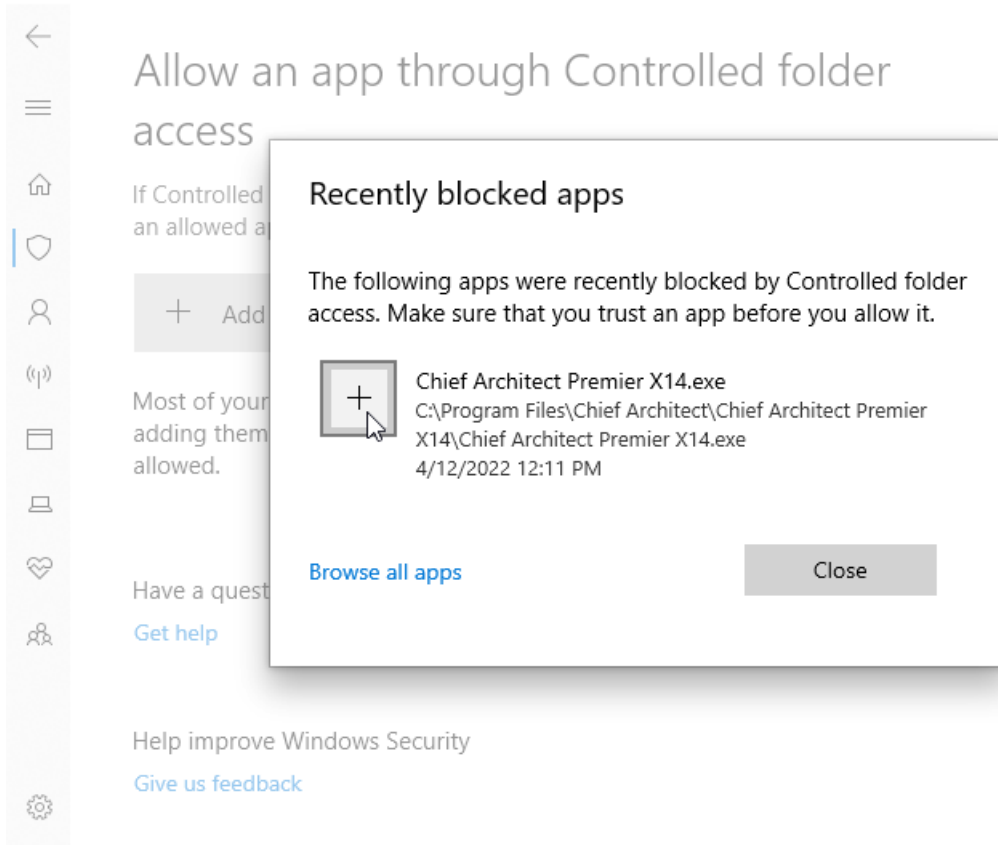 Allow an app through Controlled folder
access
If Controlled
an allowed a
Add
Most of your
adding them
allowed.
Recently blocked apps
The following apps were recently blocked by Controlled folder
access. Make sure that you trust an app before you allow it.
Chief Architect Premier X14.exe
C:\Program Files\Chief Architect\Chief Architect Premier
X14\Chief Architect Premier X14.exe
4/12/2022 12:11 PM
Browse all apps
Close
Have a quest
Get help
Help improve Windows Security
Give us feedback